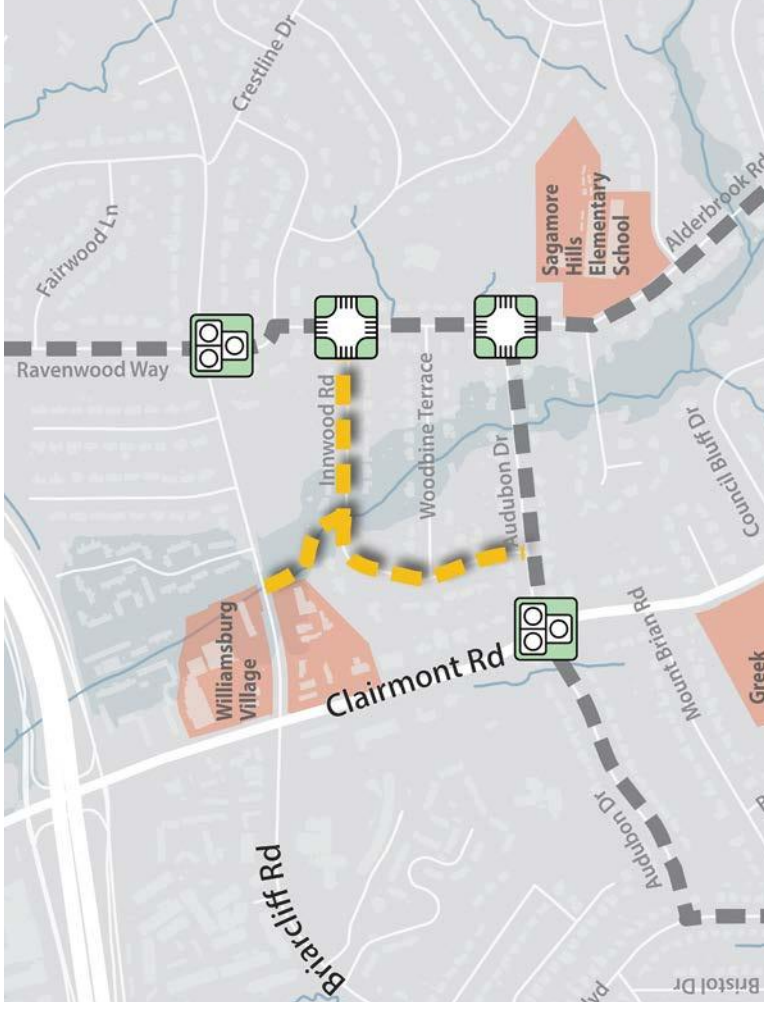 Crestline Dr
Sagamore
Hills
Elementary
School
Alderbrook Rd
Fairwood Ln
Ravenwood Way
Innwood Rd
Woodbine Terrace
Audubon Dr
Council Bluff Dr
Williamsburg
Village
Clairmont Rd
Mount Brian Rd
Greek
Audubon Dr
Briarcliff Rd
lvd
Bristol Dr